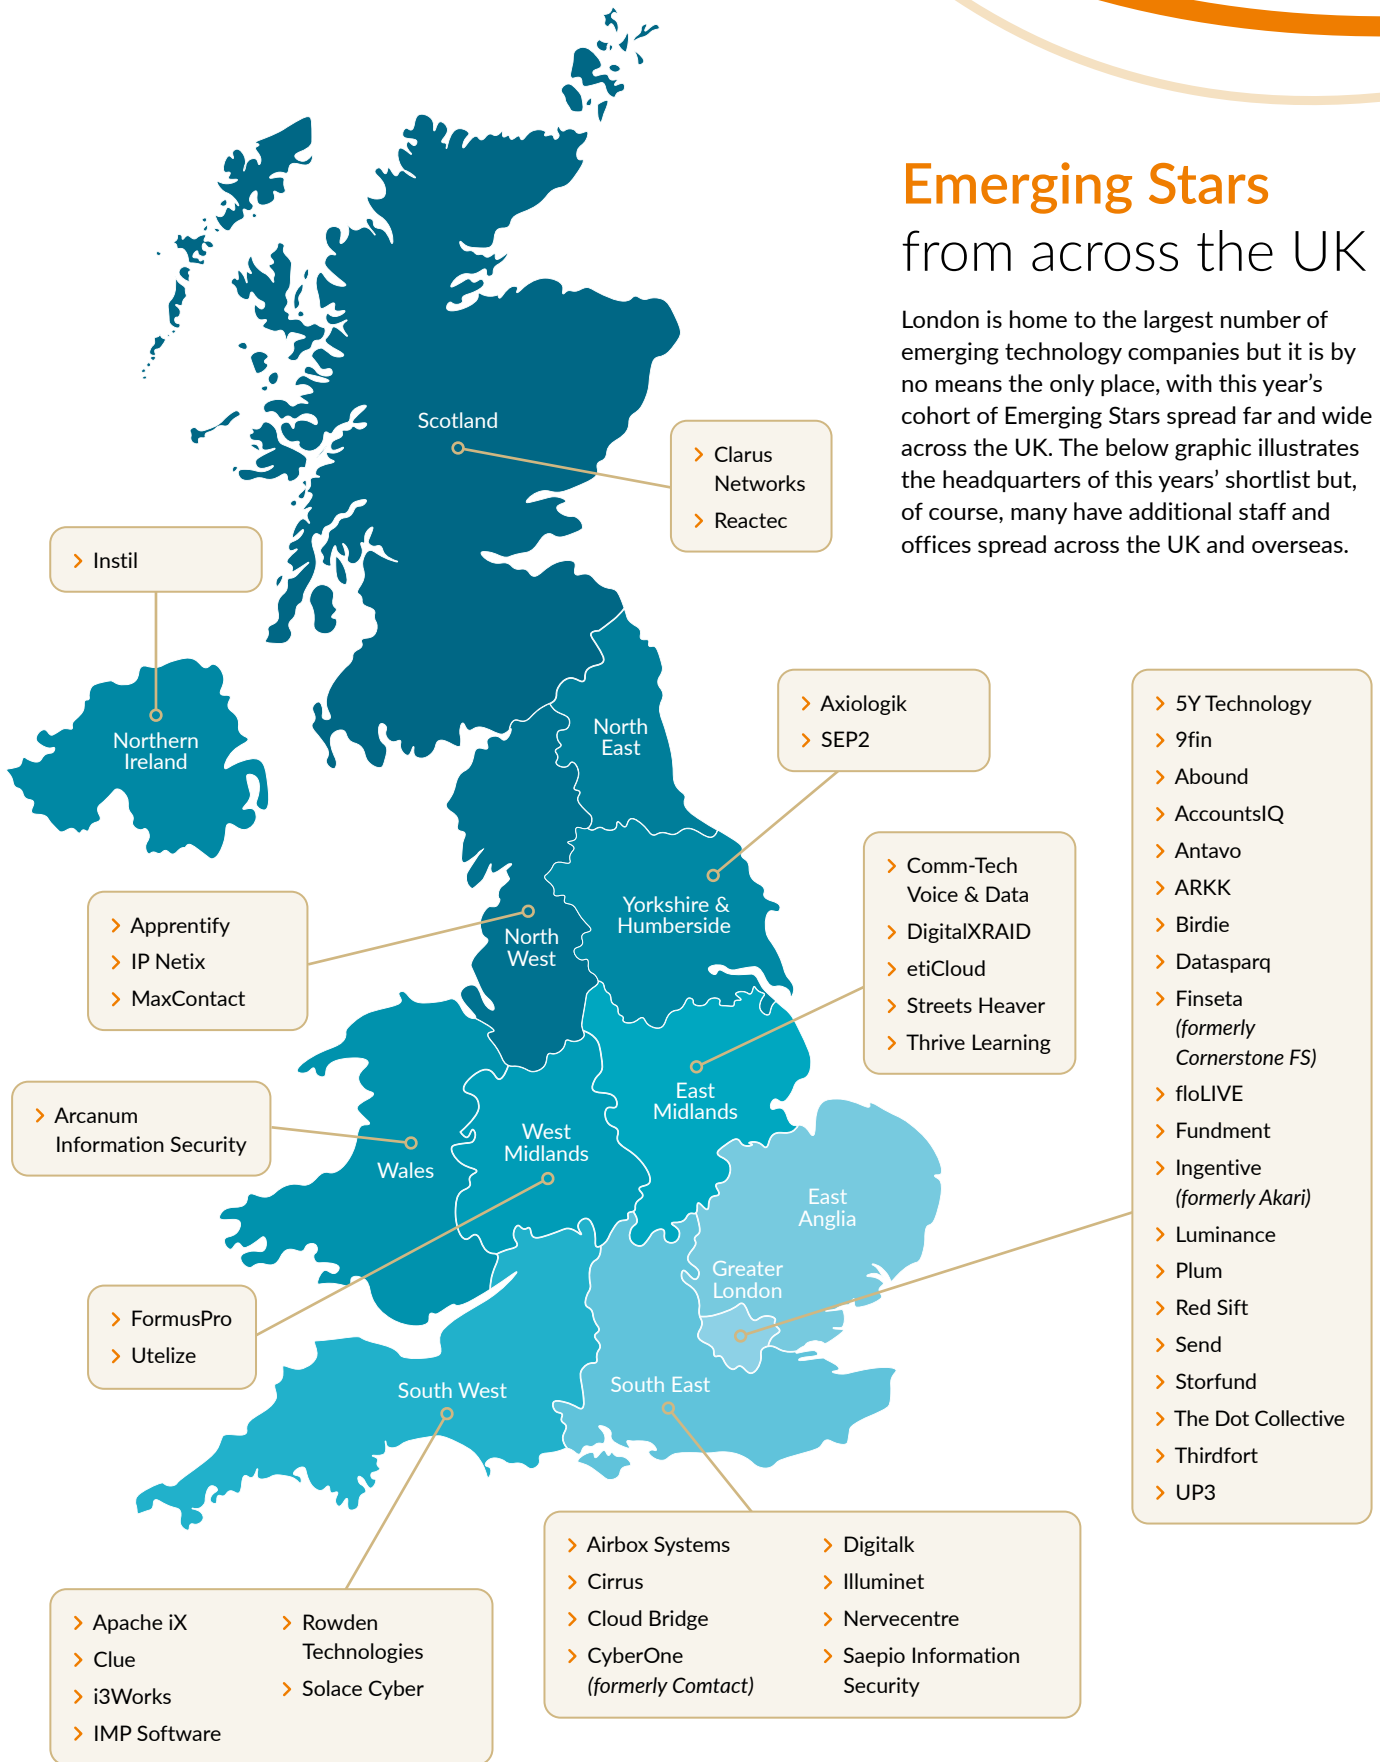 Emerging Stars
from across the UK
London is home to the largest number of
emerging technology companies but it is by
no means the only place, with this year's
cohort of Emerging Stars spread far and wide
across the UK. The below graphic illustrates
the headquarters of this years' shortlist but,
of course, many have additional staff and
offices spread across the UK and overseas.
Scotland
Clarus
Networks
Reactec
Instil
Northern
Ireland
North
East
Axiologik
SEP2
Yorkshire &
Humberside
Apprentify
IP Netix
MaxContact
North
West
Comm-Tech
Voice & Data
DigitalXRAID
etiCloud
Streets Heaver
Thrive Learning
East
Midlands
Arcanum
Information Security
Wales
West
Midlands
FormusPro
Utelize
East
Anglia
Greater
London
5Y Technology
9fin
Abound
AccountsIQ
Antavo
ARKK
Birdie
Datasparq
Finseta
(formerly
Cornerstone FS)
floLIVE
Fundment
Ingentive
(formerly Akari)
Luminance
Plum
Red Sift
Send
Storfund
The Dot Collective
Thirdfort
UP3
South West
South East
Airbox Systems
Cirrus
Cloud Bridge
CyberOne
(formerly Comtact)
Digitalk
Illuminet
Nervecentre
Saepio Information
Security
Apache iX
Clue
i3Works
IMP Software
Rowden
Technologies
Solace Cyber